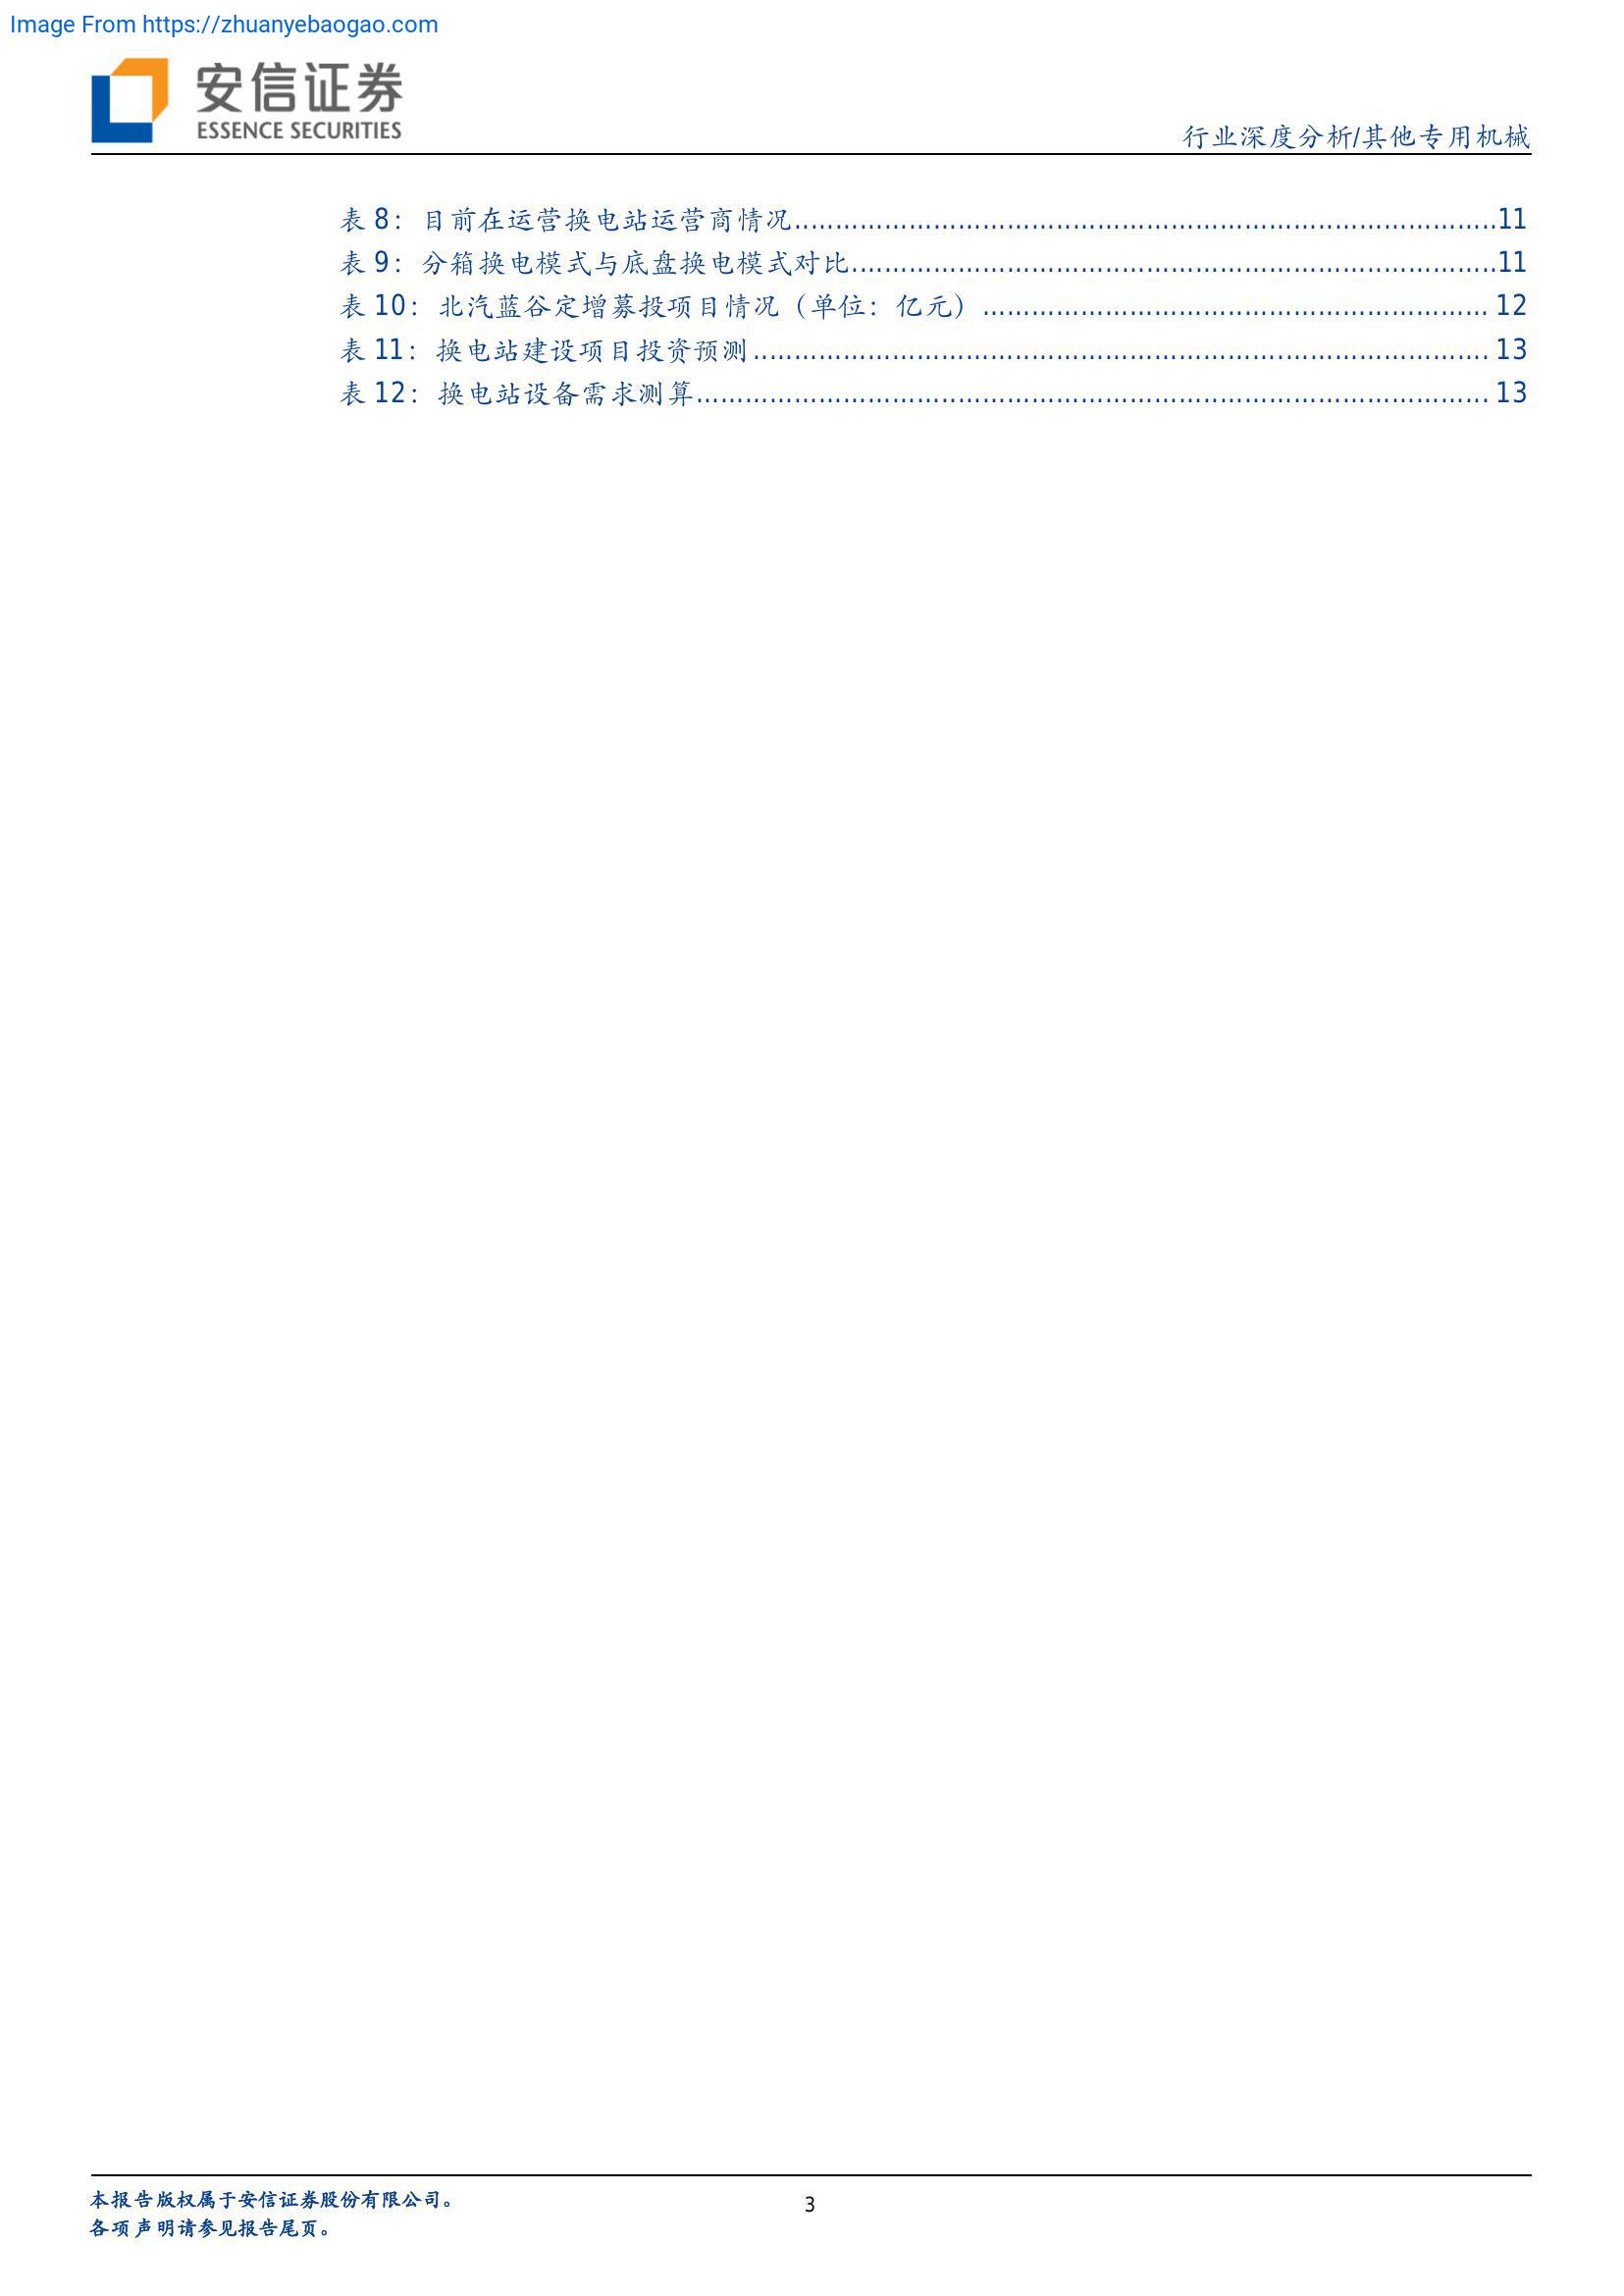 Image From https://zhuanyebaogao.com
安信证券
ESSENCE SECURITIES
行业深度分析/其他专用机械
表 8：目前在运营换电站运营商情况........................................11
表 9：分箱换电模式与底盘换电模式对比........................................11
表 10：北汽蓝谷定增募投项目情况（单位：亿元）........................................12
表 11：换电站建设项目投资预测........................................13
表 12：换电站设备需求测算........................................13
本报告版权属于安信证券股份有限公司。
各项声明请参见报告尾页。
3